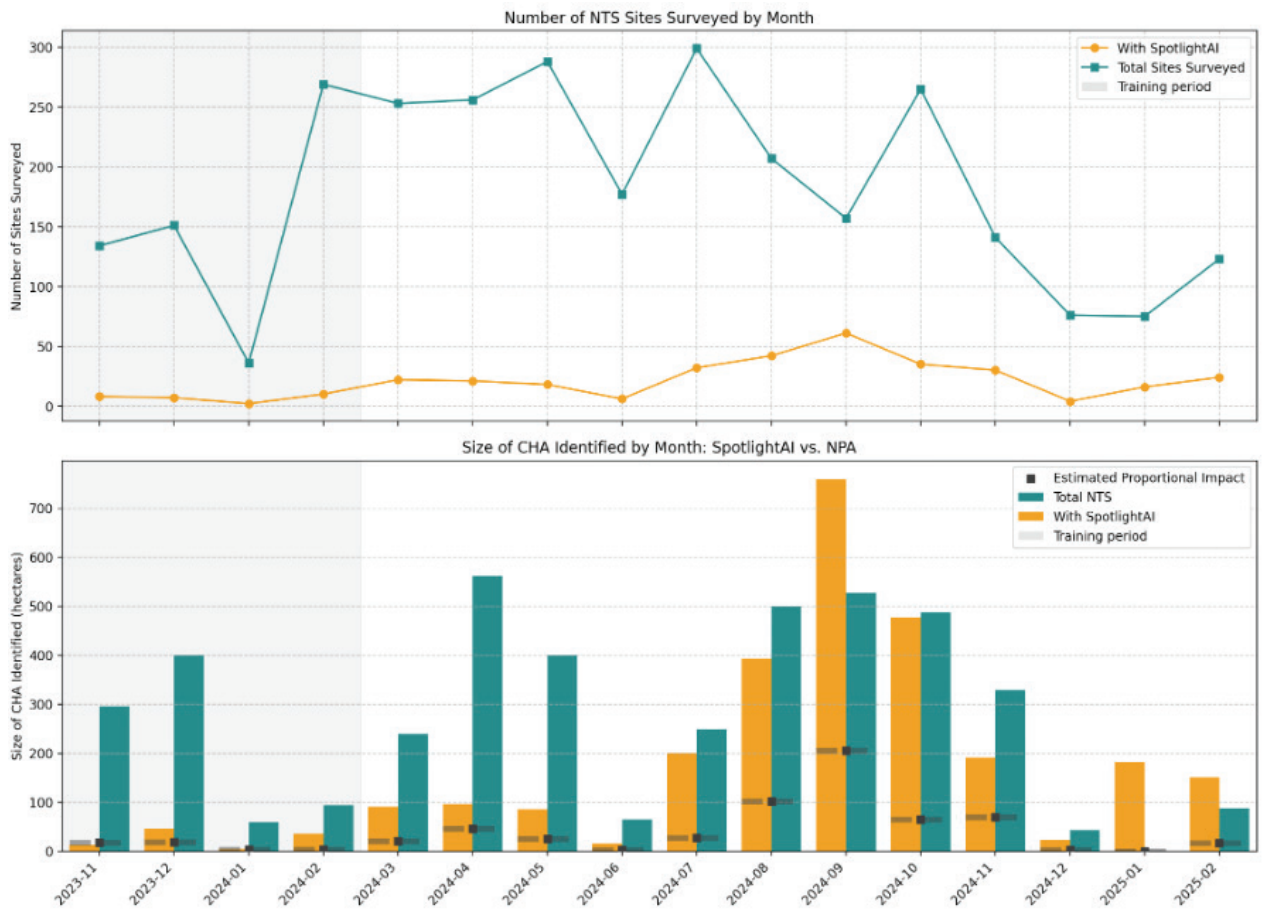 Number of NTS Sites Surveyed by Month
With SpotlightAI
Total Sites Surveyed
Training period
Number of Sites Surveyed
300
250
200
150
100
50
0
Size of CHA Identified by Month: SpotlightAI vs. NPA
Estimated Proportional Impact
Total NTS
With SpotlightAI
Training period
Size of CHA Identified (hectares)
700
600
500
400
300
200
100
0
2023-11
2023-12
2024-01
2024-02
2024-03
2024-04
2024-05
2024-06
2024-07
2024-08
2024-09
2024-10
2024-11
2024-12
2025-01
2025-02